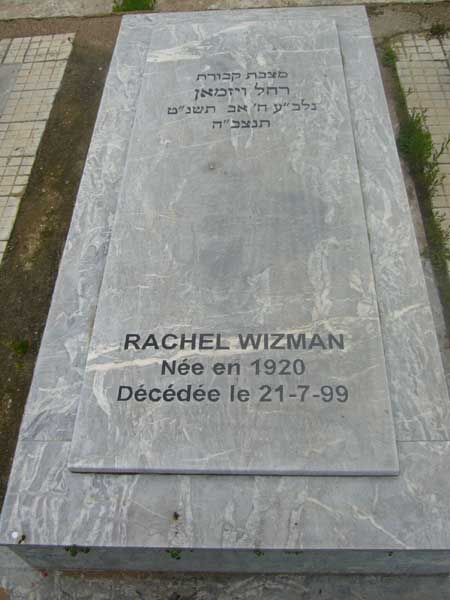 מצבת קבורת
רחל ויזמאן
נלב"ע ח' אב תשנ"ט
תנצב"ה
RACHEL WIZMAN
Née en 1920
Décédée le 21-7-99